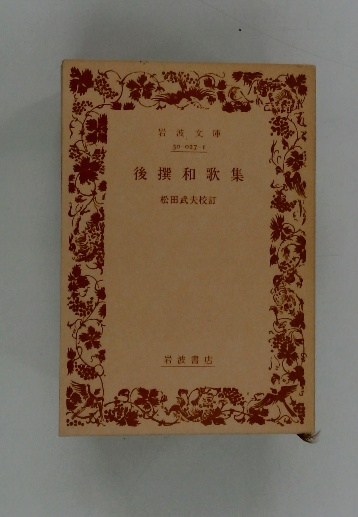 岩波文庫
30-027-1
後撰和歌集
松田武夫校訂
岩波書店